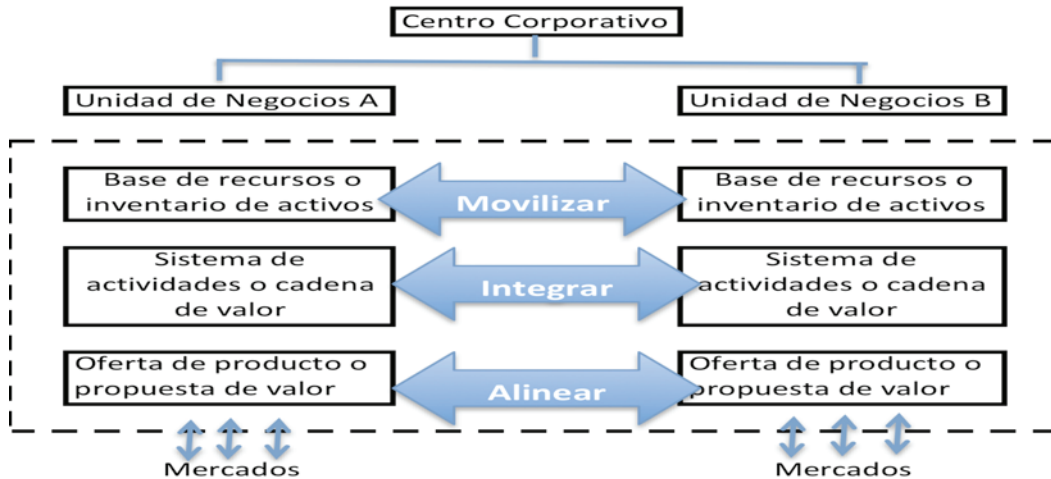 Centro Corporativo
Unidad de Negocios A
Unidad de Negocios B
Base de recursos o
inventario de activos
Movilizar
Base de recursos o
inventario de activos
Sistema de
actividades o cadena
de valor
Integrar
Sistema de
actividades o cadena
de valor
Oferta de producto o
propuesta de valor
Alinear
Oferta de producto o
propuesta de valor
Mercados
Mercados